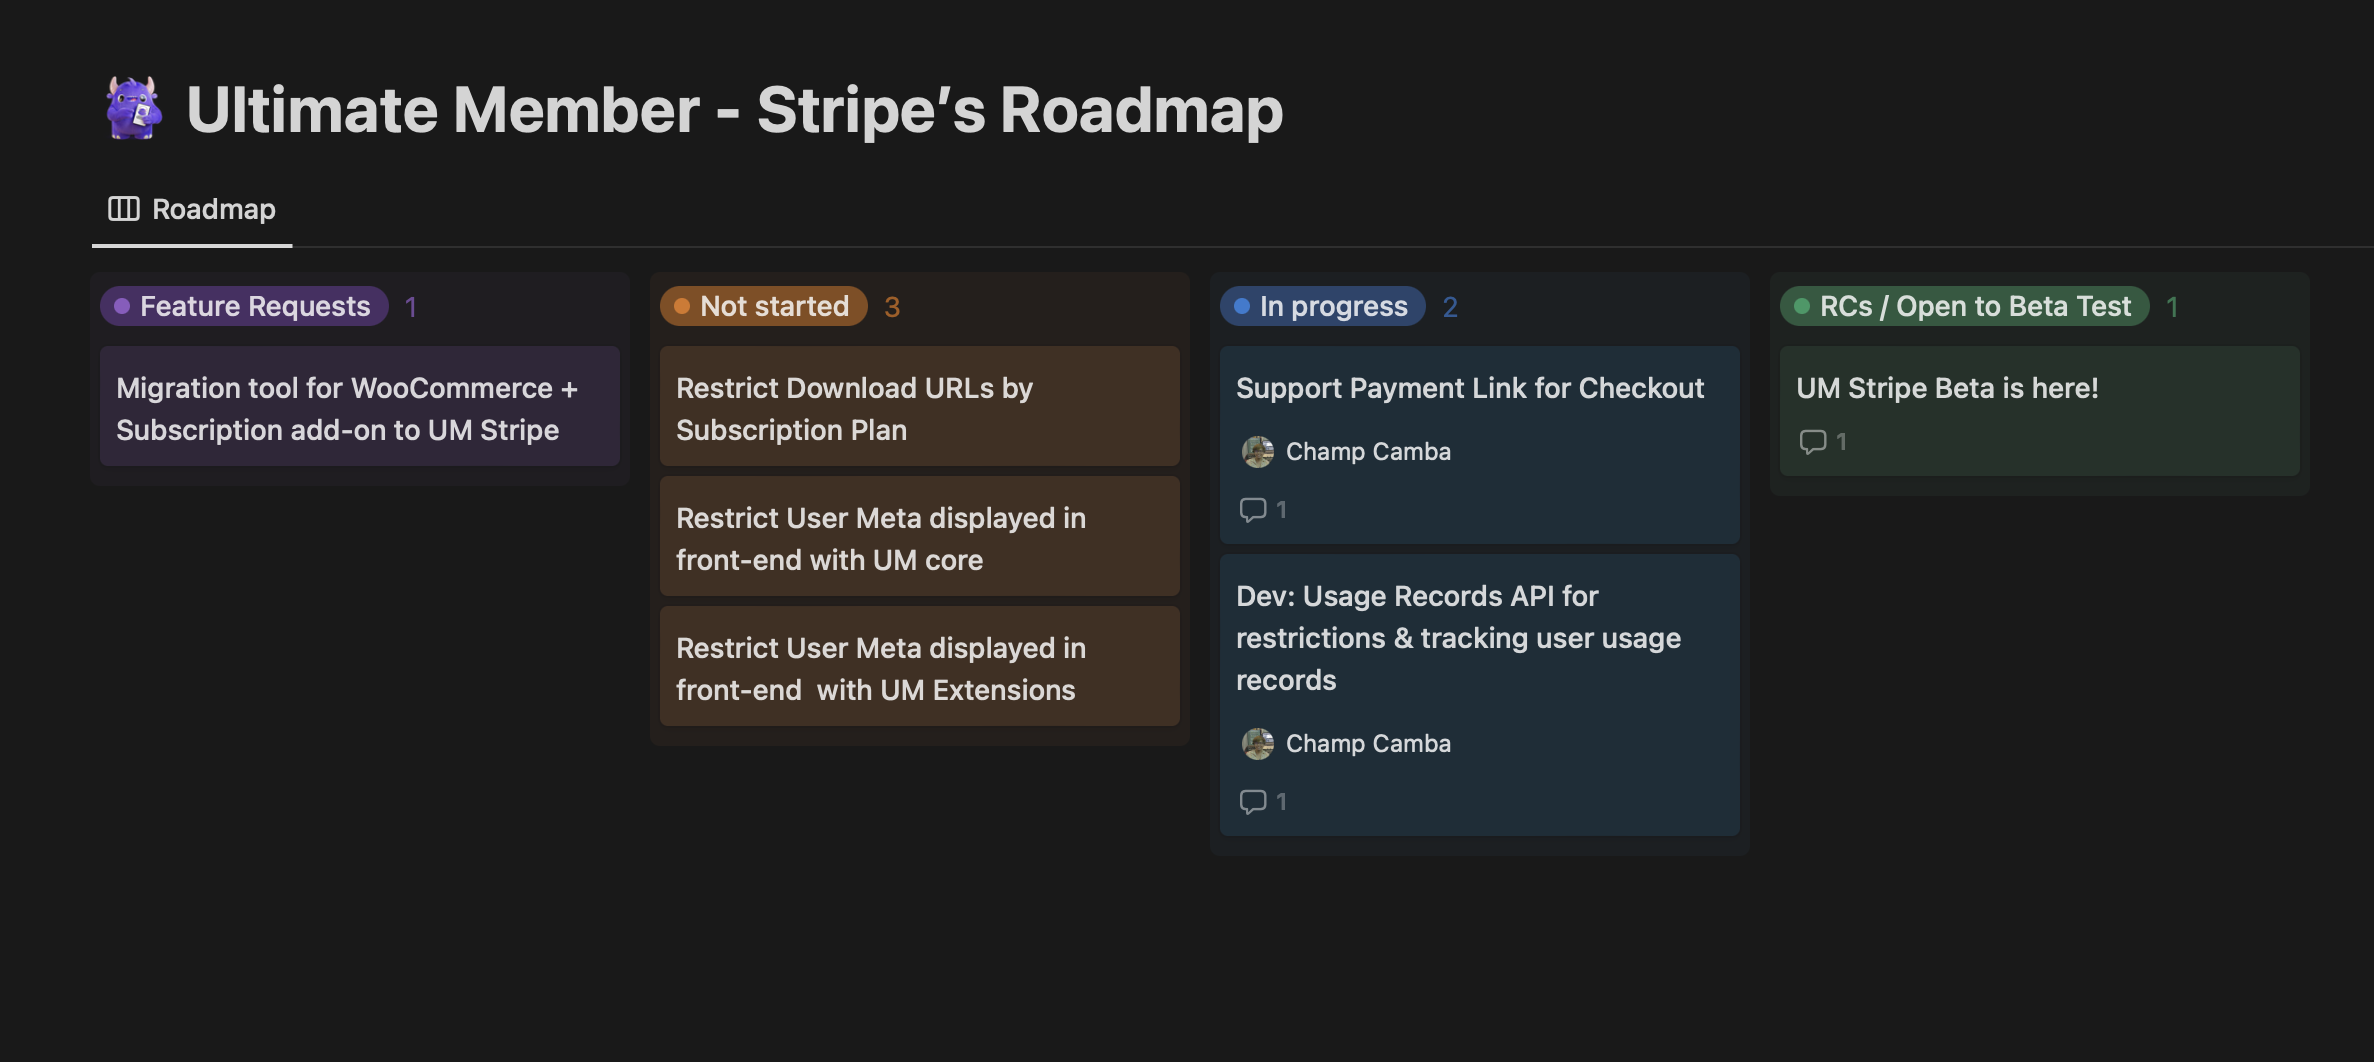 Ultimate Member - Stripe’s Roadmap
Roadmap
Feature Requests 1
Migration tool for WooCommerce +
Subscription add-on to UM Stripe
Not started 3
Restrict Download URLs by
Subscription Plan
Restrict User Meta displayed in
front-end with UM core
Restrict User Meta displayed in
front-end  with UM Extensions
In progress 2
Support Payment Link for Checkout
Champ Camba
1
Dev: Usage Records API for
restrictions & tracking user usage
records
Champ Camba
1
RCs / Open to Beta Test 1
UM Stripe Beta is here!
1